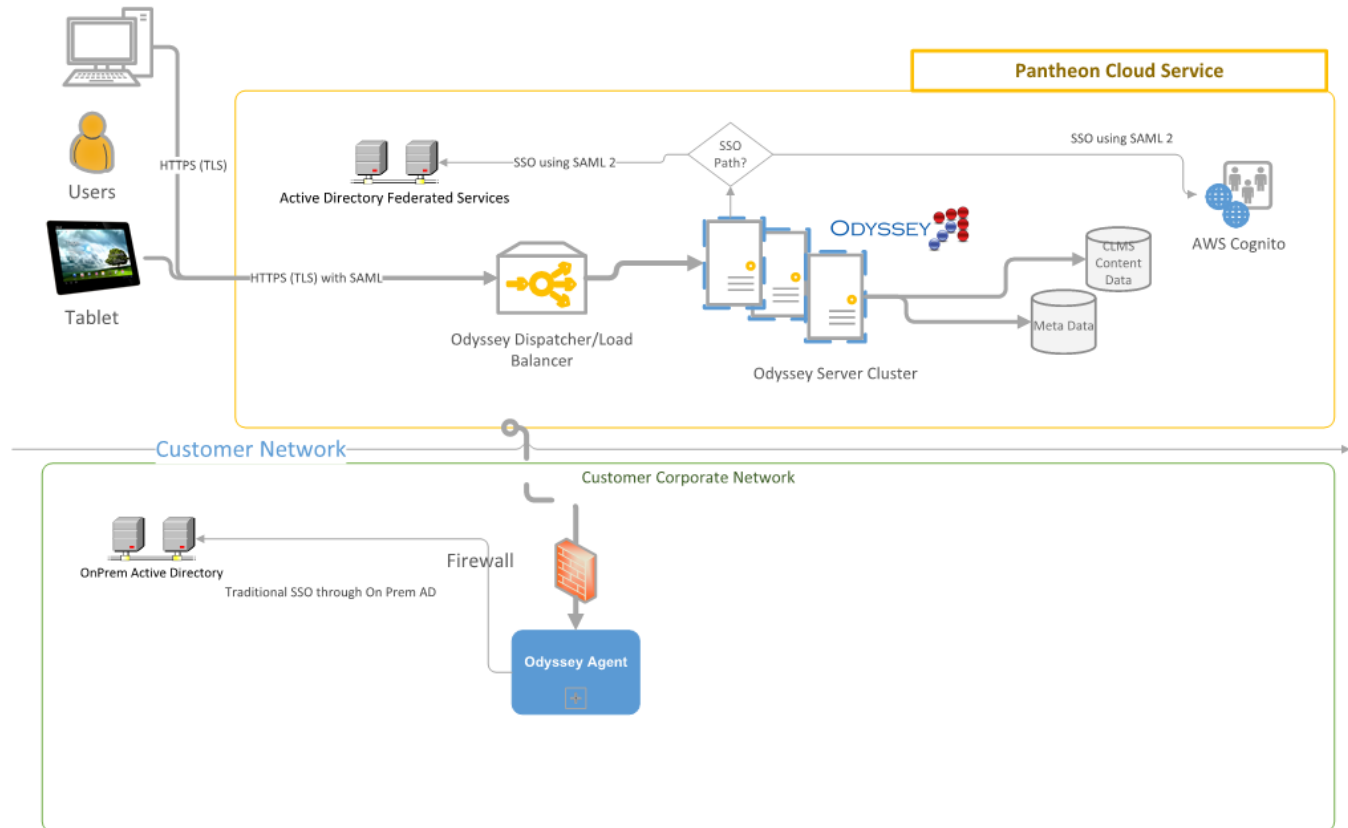 Pantheon Cloud Service
Users
HTTPS (TLS)
Tablet
HTTPS (TLS) with SAML
Active Directory Federated Services
SSO using SAML 2
SSO
Path?
SSO using SAML 2
AWS Cognito
ODYSSEY
Odyssey Dispatcher/Load
Balancer
Odyssey Server Cluster
CLMS
Content
Data
Meta Data
Customer Network
Customer Corporate Network
OnPrem Active Directory
Traditional SSO through On Prem AD
Firewall
Odyssey Agent